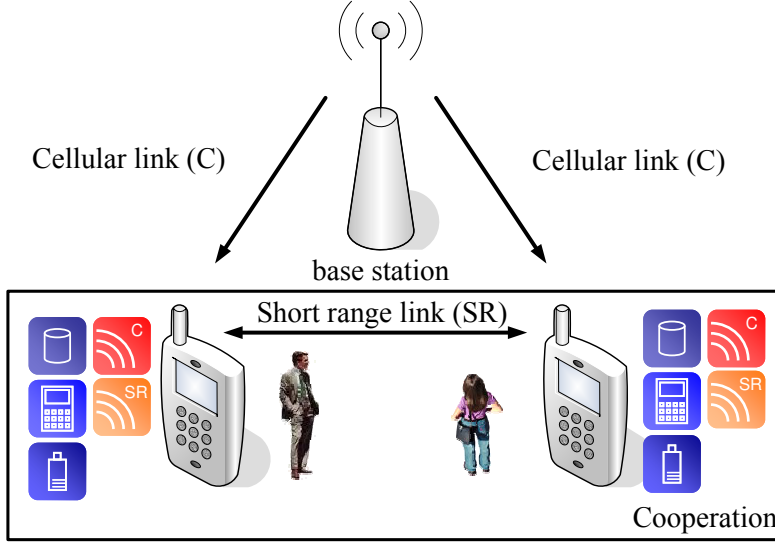 Cellular link (C)
Cellular link (C)
base station
Short range link (SR)
C
SR
C
SR
Cooperation